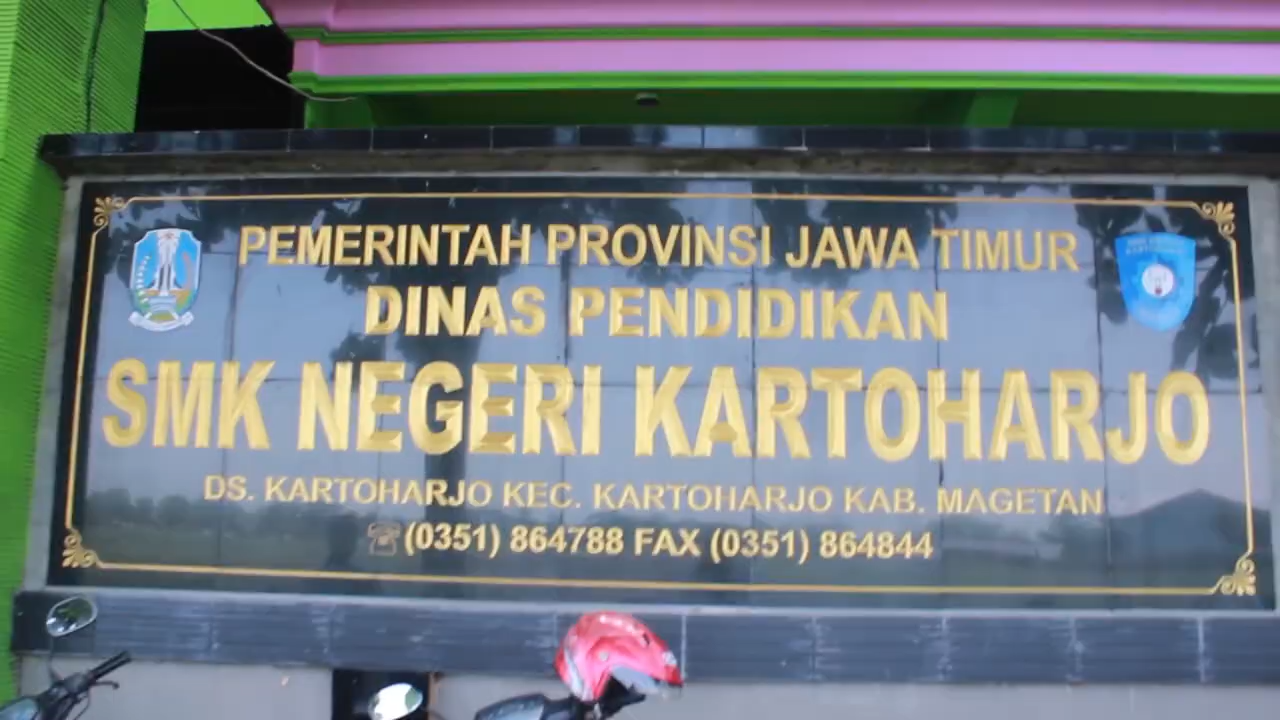 PEMERINTAH PROVINSI JAWA TIMUR
DINAS PENDIDIKAN
SMK NEGERI KARTOHARJO
DS. KARTOHARJO KEC. KARTOHARJO KAB. MAGETAN
☎(0351) 864788 FAX (0351) 864844